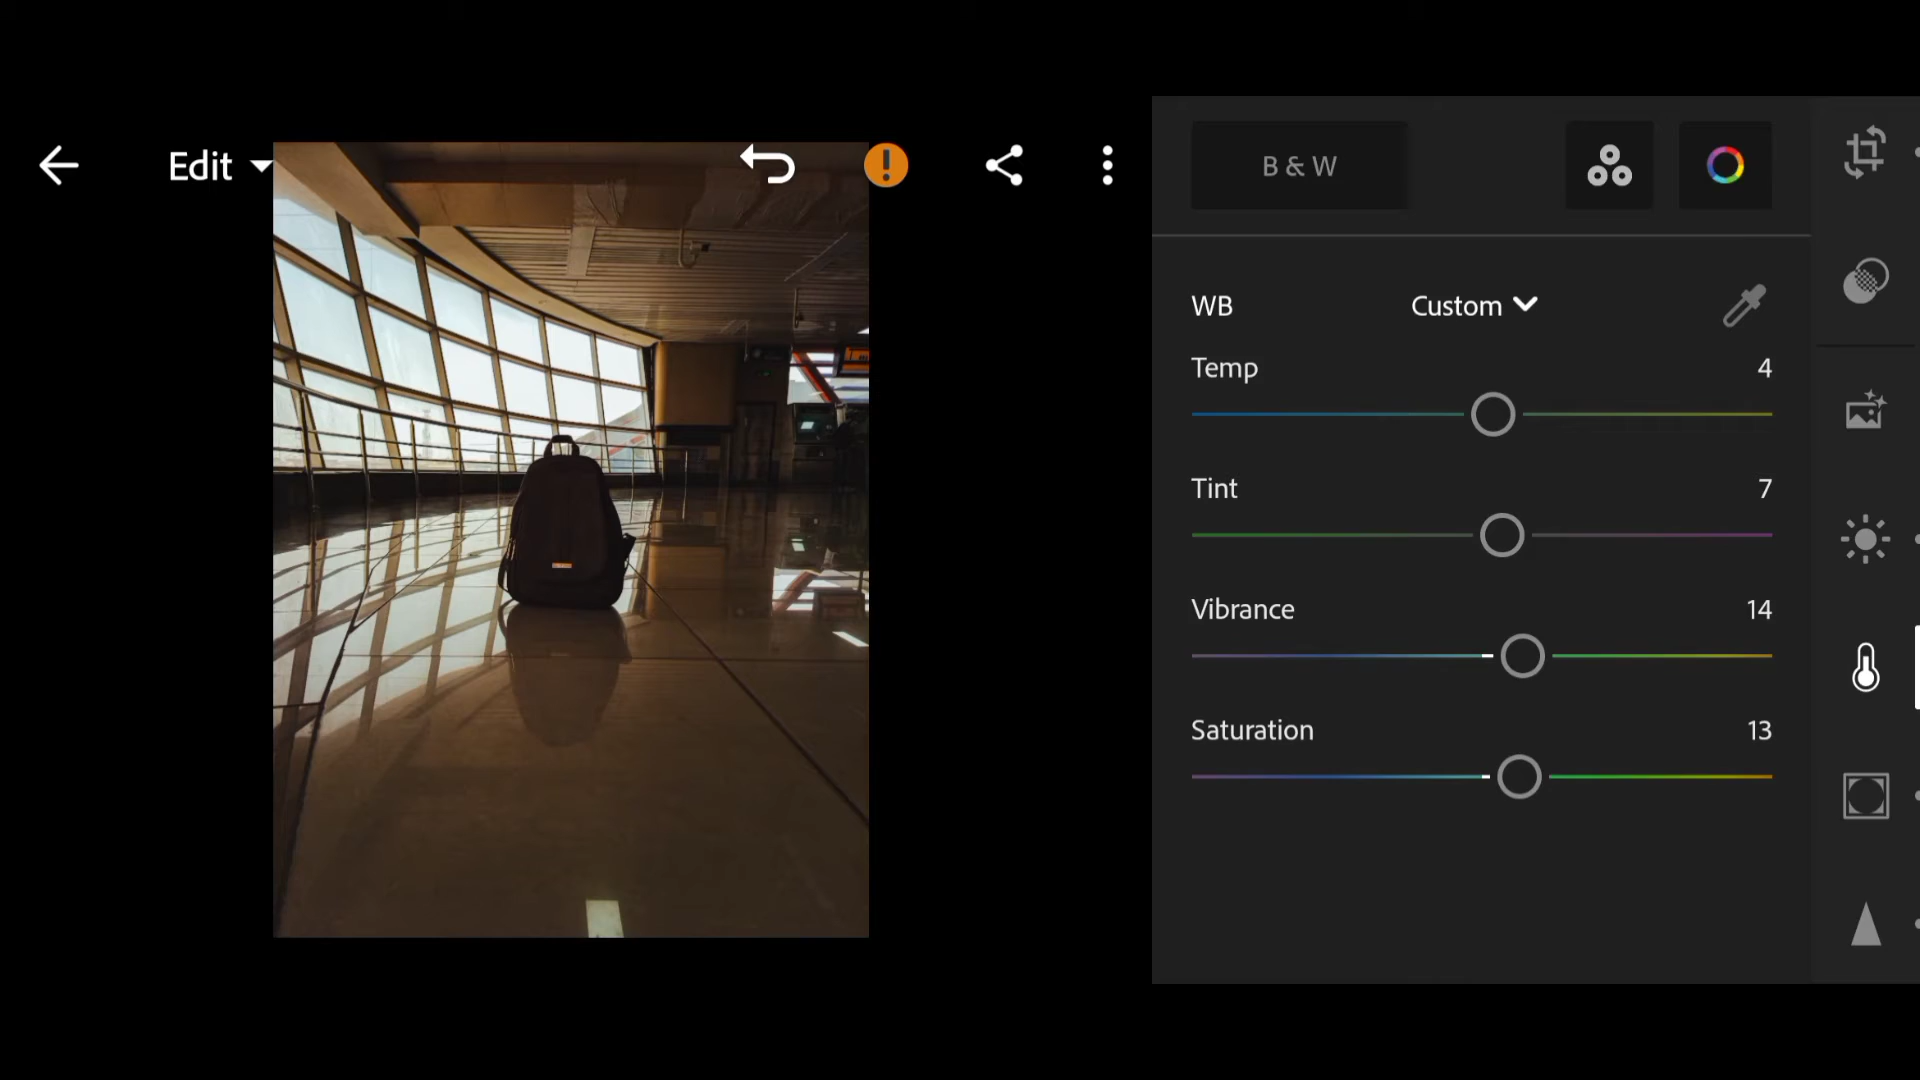 Edit
B & W
WB Custom
Temp 4
Tint 7
Vibrance 14
Saturation 13